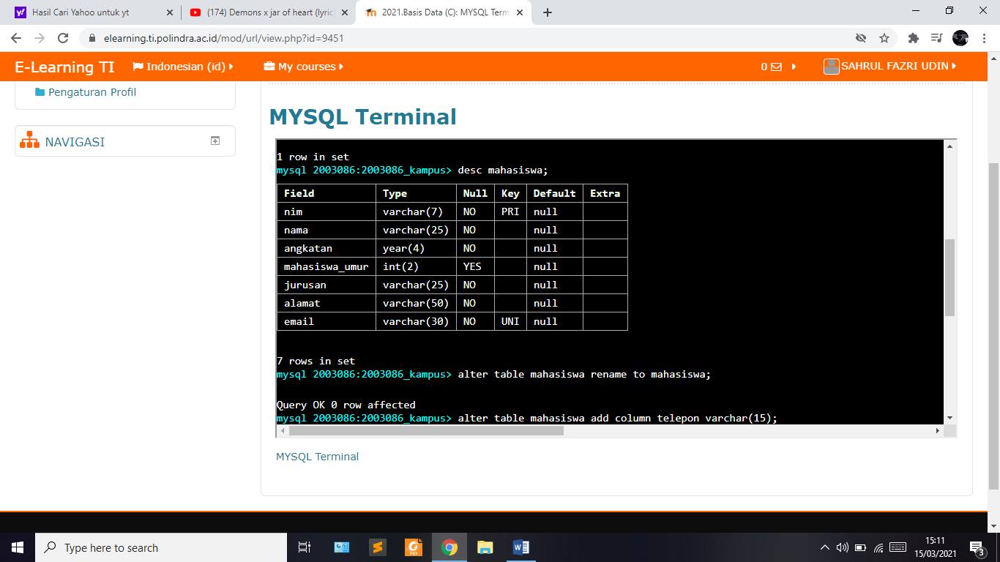 Hasil Cari Yahoo untuk yt
(174) Demons x jar of heart (lyric
2021.Basis Data (C): MYSQL Term
elearning.ti.polindra.ac.id/mod/url/view.php?id=9451
E-Learning TI
Indonesian (id)
My courses
0
SAHRUL FAZRI UDIN
Pengaturan Profil
NAVIGASI
MYSQL Terminal
1 row in set
mysql 2003086:2003086_kampus> desc mahasiswa;
Field Type Null Key Default Extra
nim varchar(7) NO PRI null
nama varchar(25) NO null
angkatan year(4) NO null
mahasiswa_umur int(2) YES null
jurusan varchar(25) NO null
alamat varchar(50) NO null
email varchar(30) NO UNI null
7 rows in set
mysql 2003086:2003086_kampus> alter table mahasiswa rename to mahasiswa;
Query OK 0 row affected
mysql 2003086:2003086_kampus> alter table mahasiswa add column telepon varchar(15);
MYSQL Terminal
Type here to search
15:11
15/03/2021
3